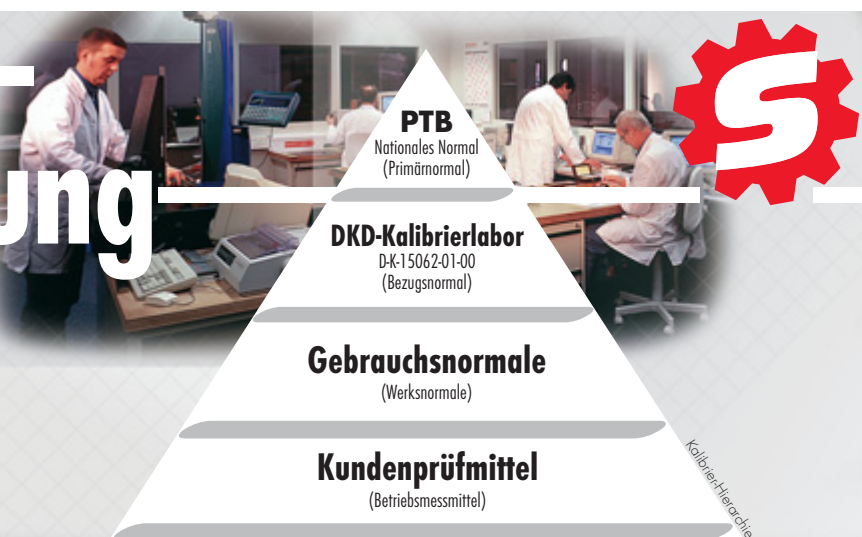 ung
S
PTB
Nationales Normal
(Primärnormal)
DKD-Kalibrierlabor
D-K-15062-01-00
(Bezugsnormal)
Gebrauchsnormale
(Werksnormale)
Kundenprüfmittel
(Betriebsmessmittel)
Kalibrier-Hierarchie